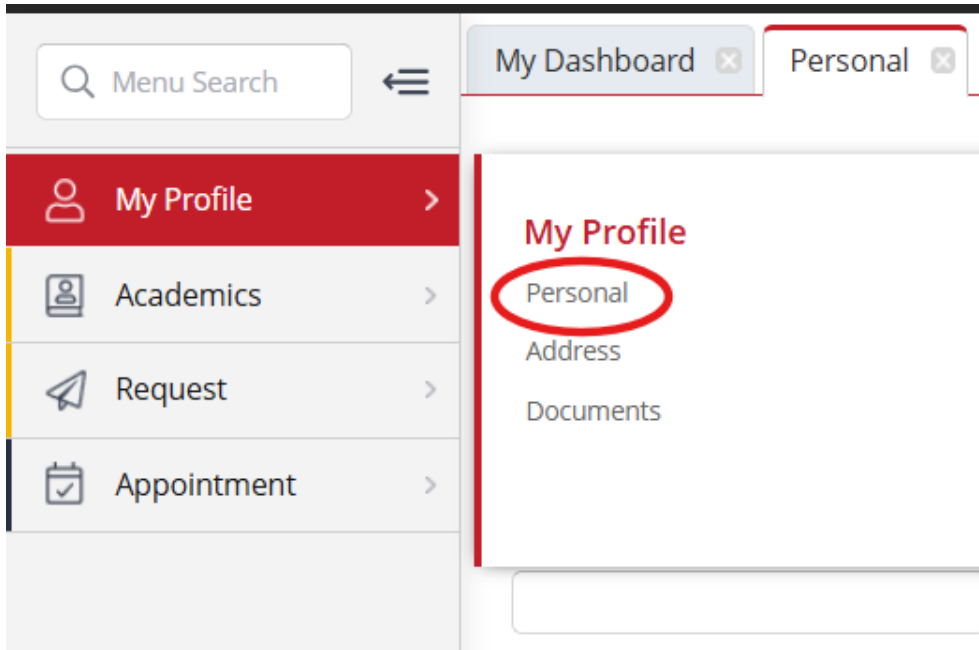 Menu Search
My Dashboard
Personal
My Profile
Academics
Request
Appointment
My Profile
Personal
Address
Documents